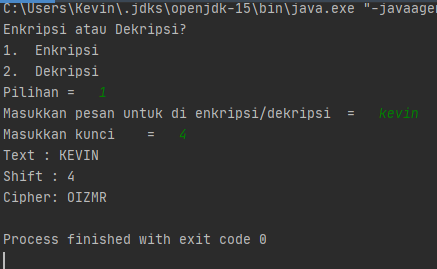 C:\Users\Kevin\.jdks\openjdk-15\bin\java.exe "-javaagen
Enkripsi atau Dekripsi?
1. Enkripsi
2. Dekripsi
Pilihan = 1
Masukkan pesan untuk di enkripsi/dekripsi = kevin
Masukkan kunci = 4
Text : KEVIN
Shift : 4
Cipher: OIZMR
Process finished with exit code 0